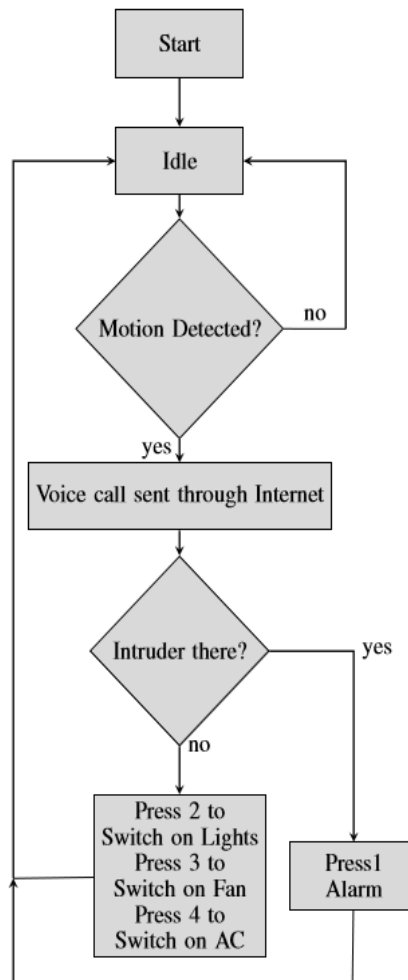 Start
Idle
Motion Detected?
no
yes
Voice call sent through Internet
Intruder there?
yes
no
Press 2 to
Switch on Lights
Press 3 to
Switch on Fan
Press 4 to
Switch on AC
Press1
Alarm